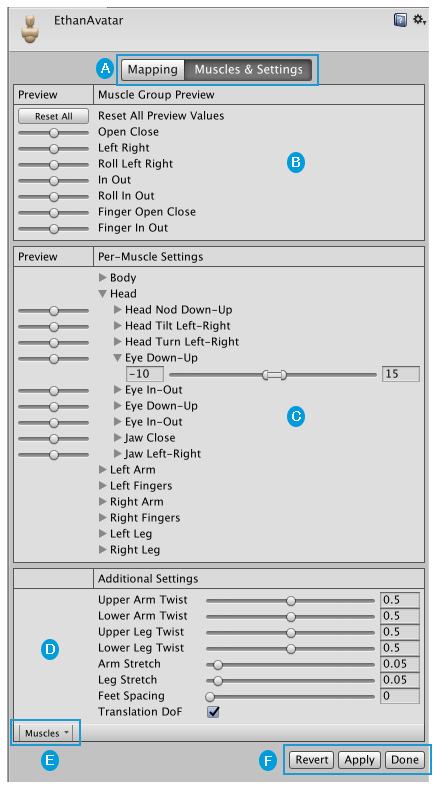 EthanAvatar
A
Mapping Muscles & Settings
Preview Muscle Group Preview
Reset All Reset All Preview Values
Open Close
Left Right
Roll Left Right
B
In Out
Roll In Out
Finger Open Close
Finger In Out
Preview Per-Muscle Settings
Body
Head
Head Nod Down-Up
Head Tilt Left-Right
Head Turn Left-Right
Eye Down-Up
-10 15
Eye In-Out
Eye Down-Up
C
Eye In-Out
Jaw Close
Jaw Left-Right
Left Arm
Left Fingers
Right Arm
Right Fingers
Left Leg
Right Leg
Additional Settings
Upper Arm Twist 0.5
Lower Arm Twist 0.5
Upper Leg Twist 0.5
D
Lower Leg Twist 0.5
Arm Stretch 0.05
Leg Stretch 0.05
Feet Spacing 0
Translation DoF
Muscles
E
F
Revert Apply Done